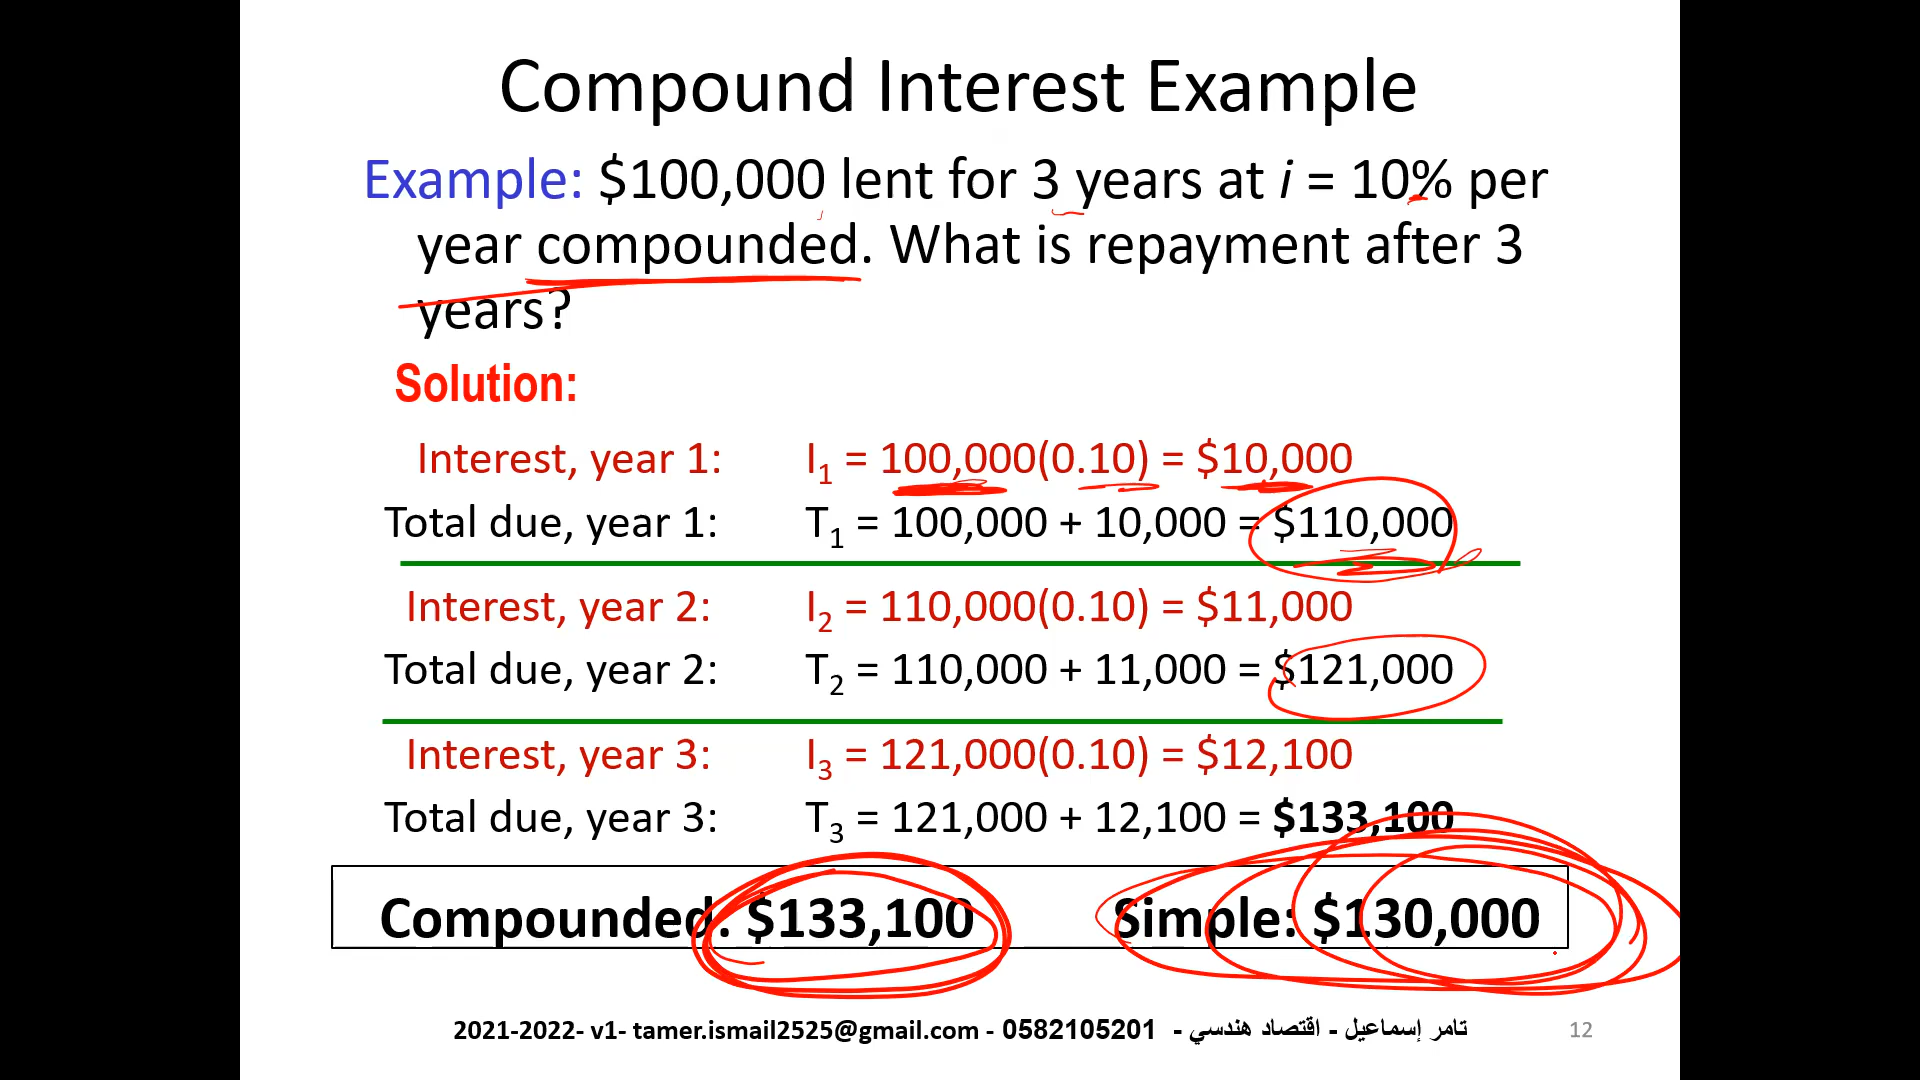 Compound Interest Example
Example: $100,000 lent for 3 years at i = 10% per
year compounded. What is repayment after 3
years?
Solution:
Interest, year 1: I₁ = 100,000(0.10) = $10,000
Total due, year 1: T₁ = 100,000 + 10,000 = $110,000
Interest, year 2: I₂ = 110,000(0.10) = $11,000
Total due, year 2: T₂ = 110,000 + 11,000 = $121,000
Interest, year 3: I₃ = 121,000(0.10) = $12,100
Total due, year 3: T₃ = 121,000 + 12,100 = $133,100
Compounded: $133,100 Simple: $130,000
2021-2022- v1- tamer.ismail2525@gmail.com - 0582105201 - تامر إسماعيل - اقتصاد هندسي
12